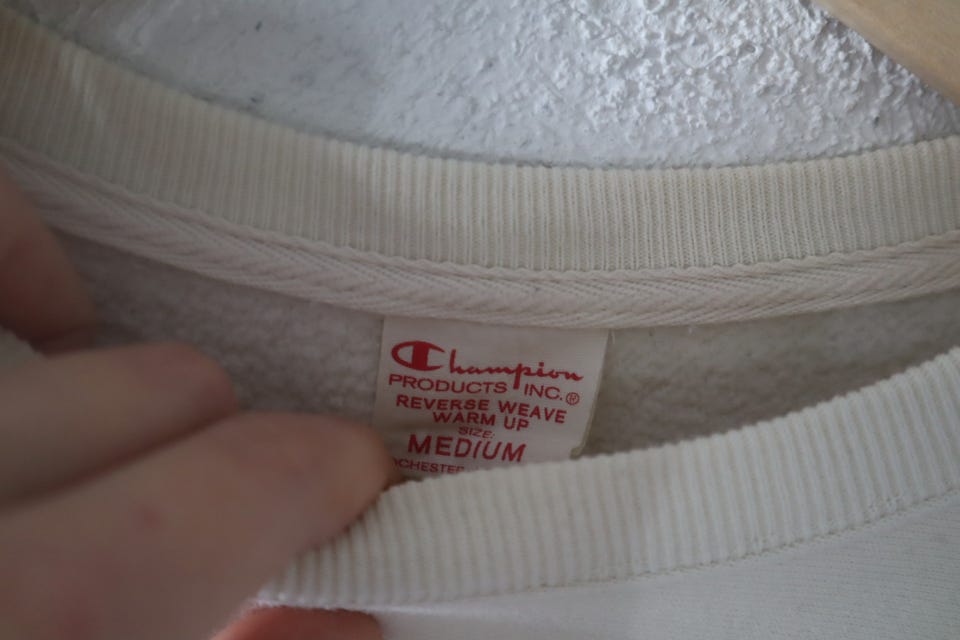 Champion
PRODUCTS INC.®
REVERSE WEAVE
WARM UP
SIZE:
MEDIUM